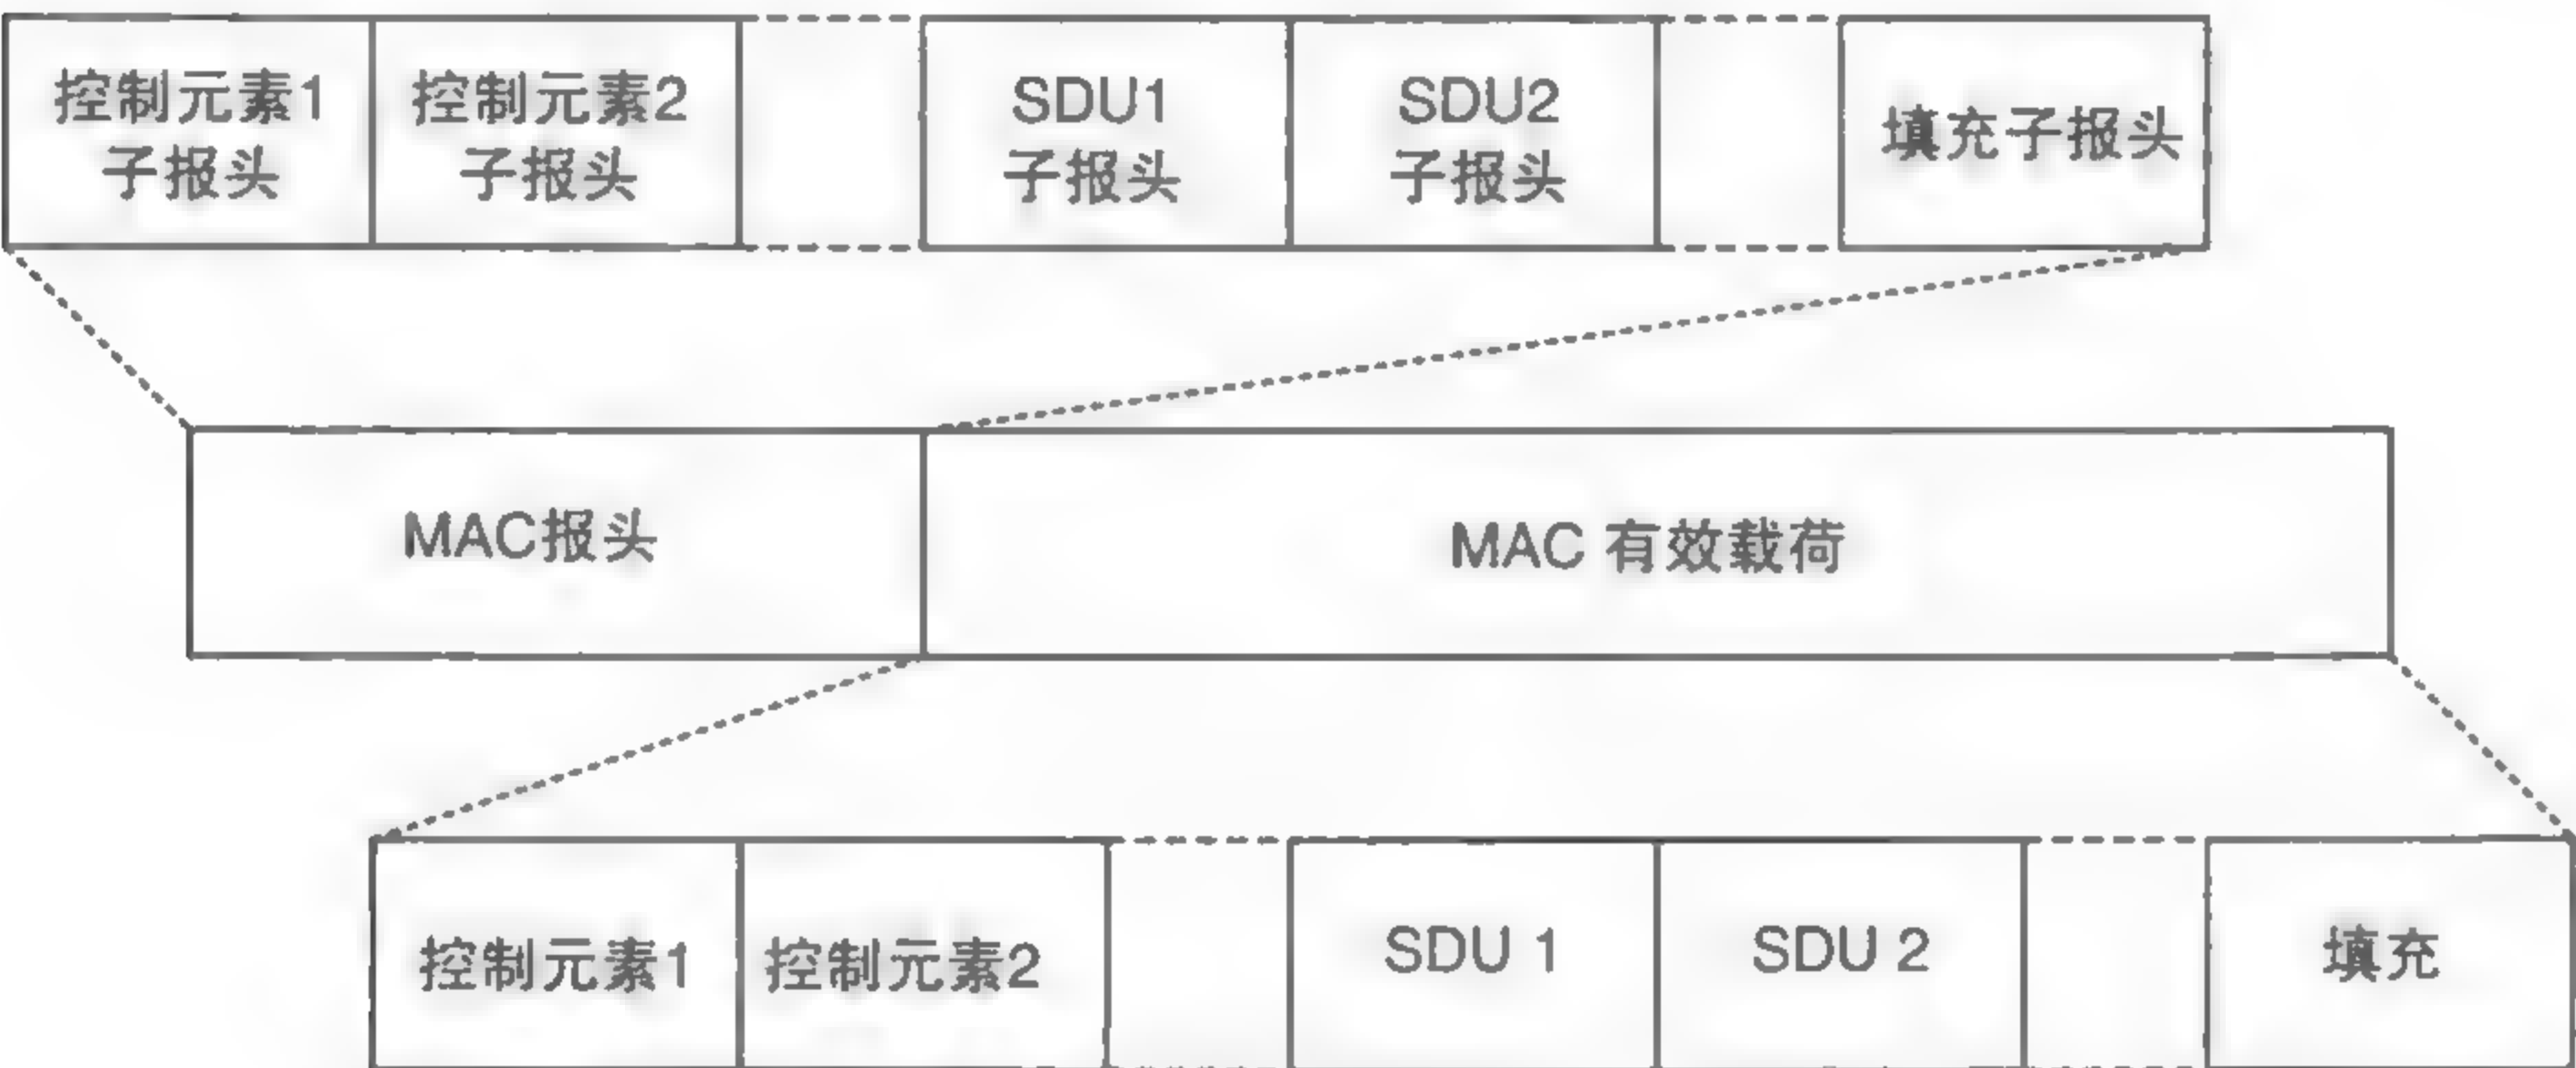 控制元素1
子报头
控制元素2
子报头
SDU1
子报头
SDU2
子报头
填充子报头
MAC报头
MAC 有效载荷
控制元素1
控制元素2
SDU 1
SDU 2
填充